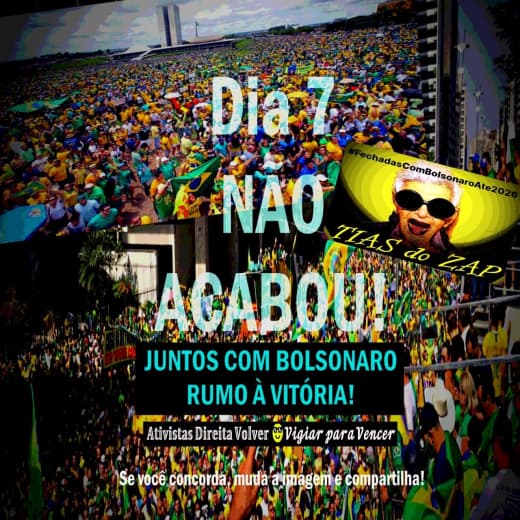 Dia 7
NAO
ACABOU!
#FechadasComBolsonaroAte2026
TIAS do ZAP
JUNTOS COM BOLSONARO
RUMO À VITÓRIA!
Ativistas Direita Volver Vigiar para Vencer
Se você concorda, muda a imagem e compartilha!